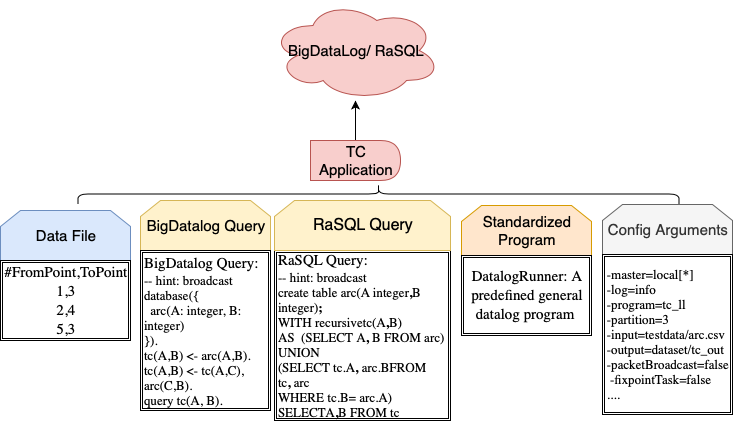 BigDataLog/ RaSQL
TC
Application
Data File
#FromPoint,ToPoint
1,3
2,4
5,3
BigDatalog Query
BigDatalog Query:
-- hint: broadcast
database({
arc(A: integer, B:
integer)
}).
tc(A,B) <- arc(A,B).
tc(A,B) <- tc(A,C),
arc(C,B).
query tc(A, B).
RaSQL Query
RaSQL Query:
-- hint: broadcast
create table arc(A integer,B
integer);
WITH recursivetc(A,B)
AS (SELECT A, B FROM arc)
UNION
(SELECT tc.A, arc.BFROM
tc, arc
WHERE tc.B= arc.A)
SELECTA,B FROM tc
Standardized
Program
DatalogRunner: A
predefined general
datalog program
Config Arguments
-master=local[*]
-log=info
-program=tc_ll
-partition=3
-input=testdata/arc.csv
-output=dataset/tc_out
-packetBroadcast=false
-fixpointTask=false
....